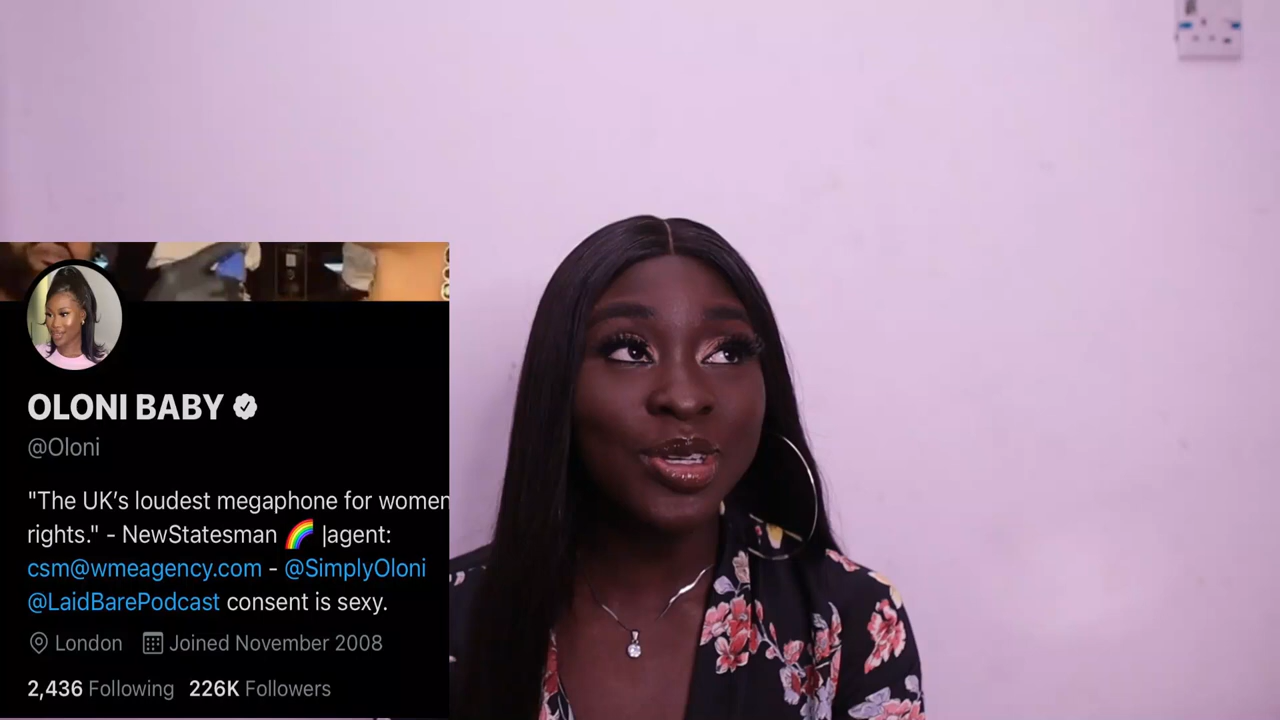 OLONI BABY
@Oloni
"The UK’s loudest megaphone for women
rights." - NewStatesman 🌈 |agent:
csm@wmeagency.com - @SimplyOloni
@LaidBarePodcast consent is sexy.
London Joined November 2008
2,436 Following 226K Followers